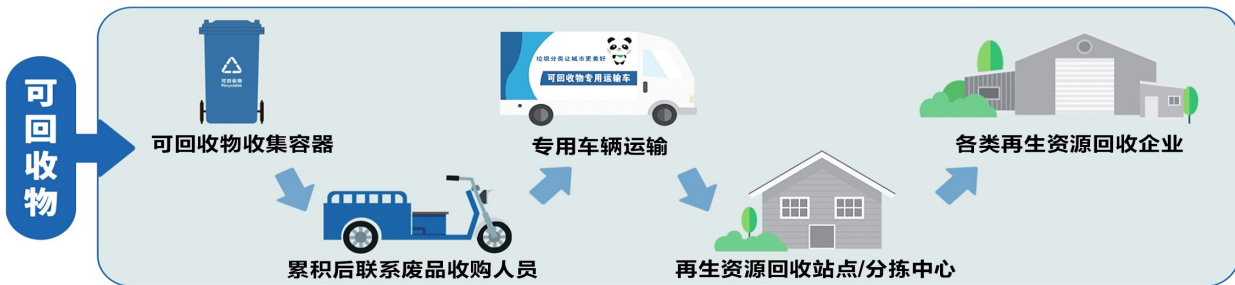 可回收物
可回收物
Recyclable
可回收物收集容器
累积后联系废品收购人员
垃圾分类让城市更美好
可回收物专用运输车
专用车辆运输
再生资源回收站点/分拣中心
各类再生资源回收企业